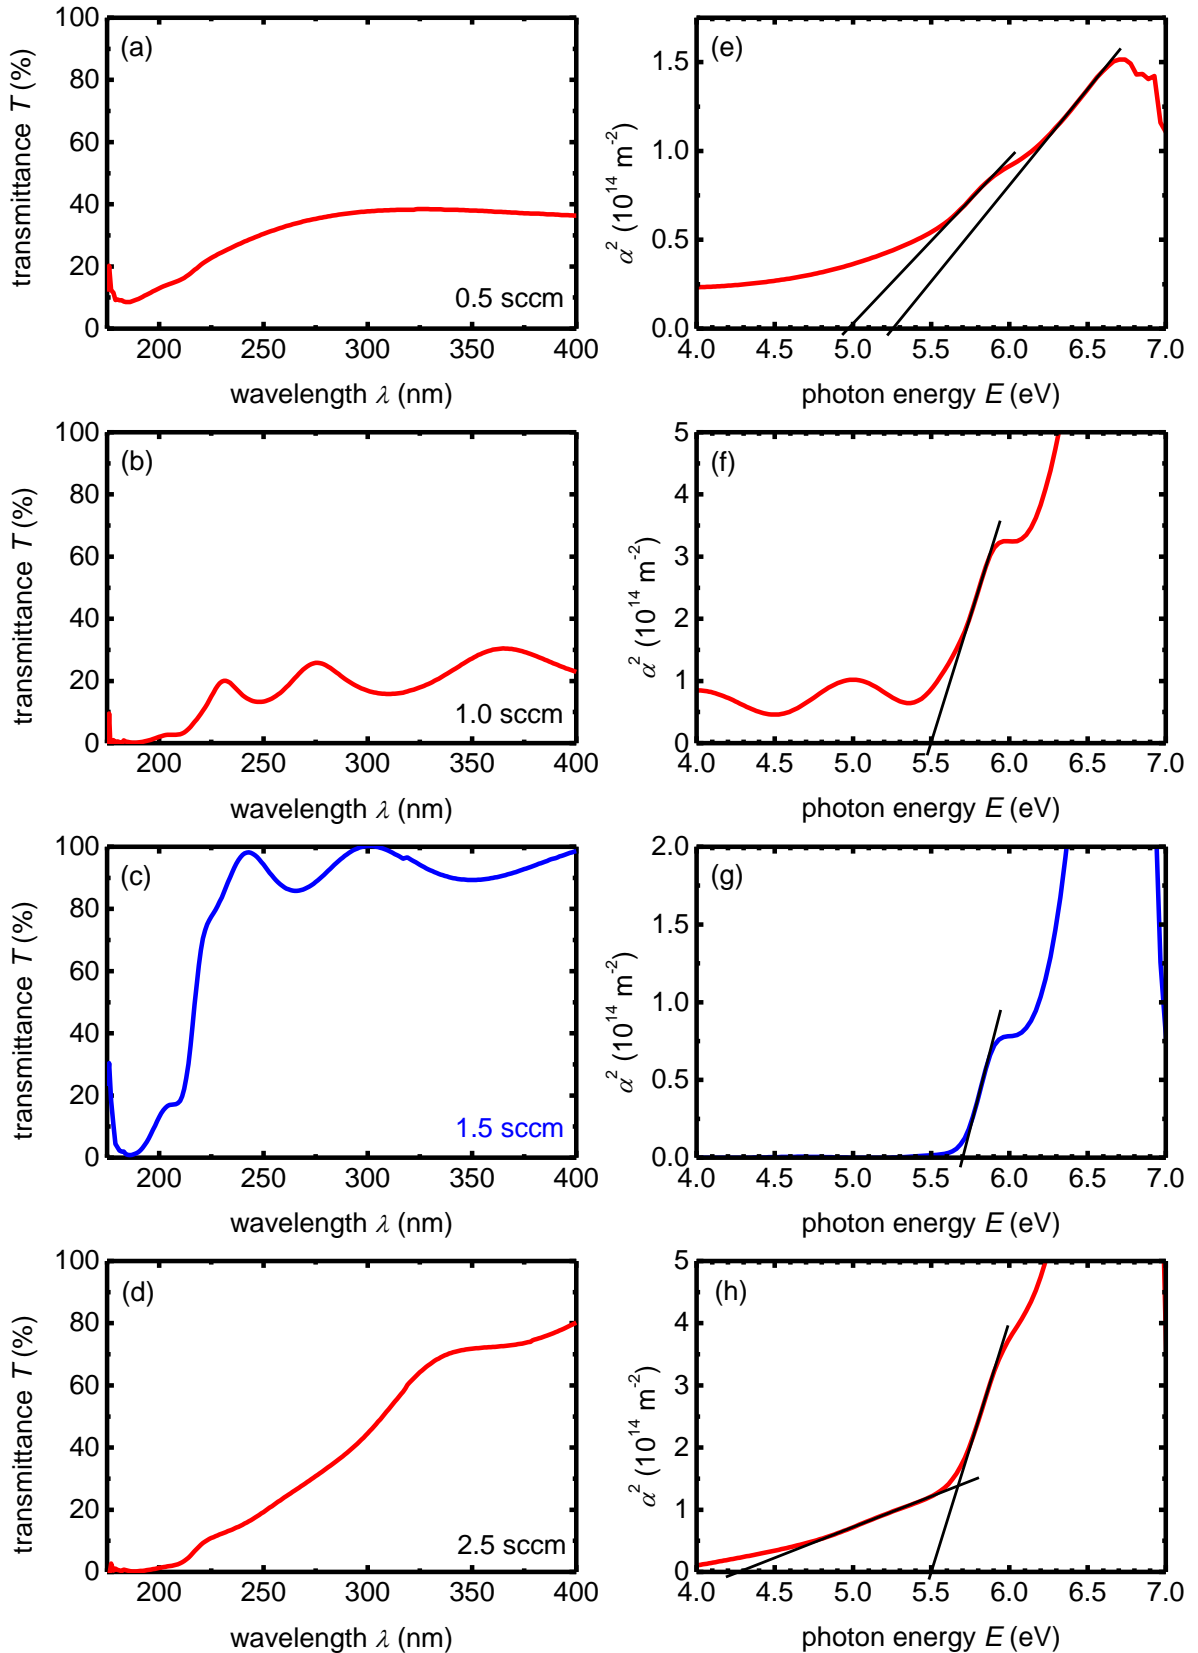 100
80
60
40
20
0
transmittance T (%)
(a)
0.5 sccm
200 250 300 350 400
wavelength λ (nm)
1.5
1.0
0.5
0.0
α² (10¹⁴ m⁻²)
(e)
4.0 4.5 5.0 5.5 6.0 6.5 7.0
photon energy E (eV)
100
80
60
40
20
0
transmittance T (%)
(b)
1.0 sccm
200 250 300 350 400
wavelength λ (nm)
5
4
3
2
1
0
α² (10¹⁴ m⁻²)
(f)
4.0 4.5 5.0 5.5 6.0 6.5 7.0
photon energy E (eV)
100
80
60
40
20
0
transmittance T (%)
(c)
1.5 sccm
200 250 300 350 400
wavelength λ (nm)
2.0
1.5
1.0
0.5
0.0
α² (10¹⁴ m⁻²)
(g)
4.0 4.5 5.0 5.5 6.0 6.5 7.0
photon energy E (eV)
100
80
60
40
20
0
transmittance T (%)
(d)
2.5 sccm
200 250 300 350 400
wavelength λ (nm)
5
4
3
2
1
0
α² (10¹⁴ m⁻²)
(h)
4.0 4.5 5.0 5.5 6.0 6.5 7.0
photon energy E (eV)